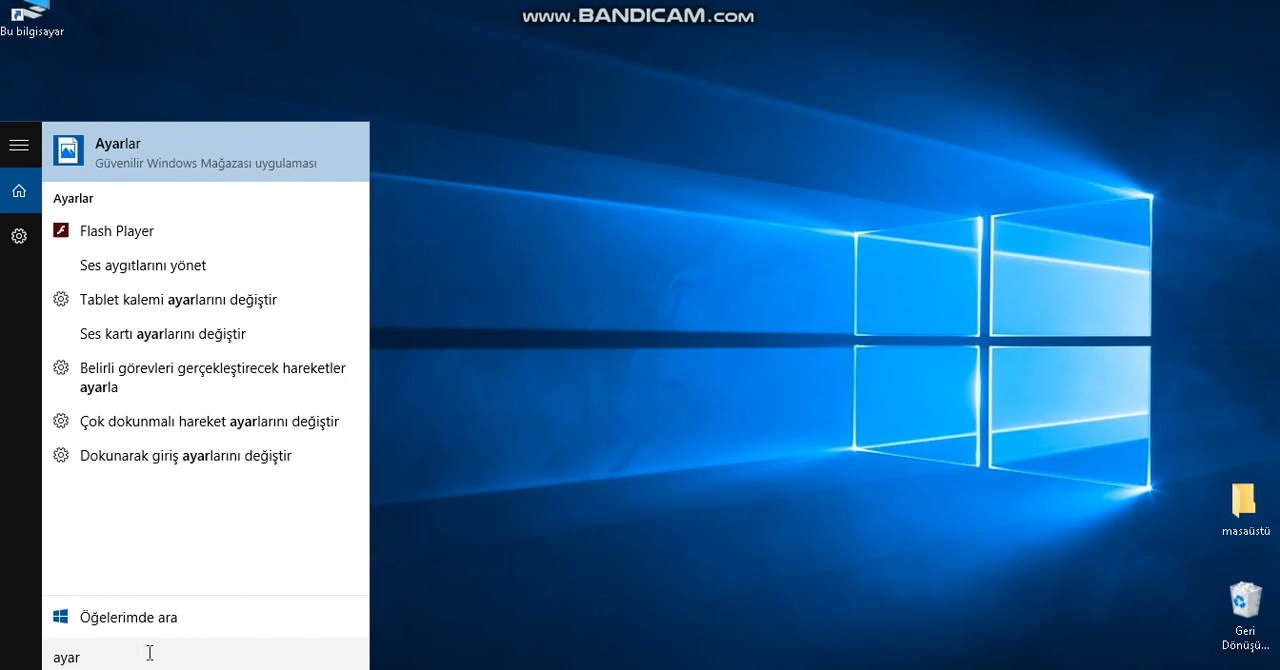 www.BANDICAM.com
Bu bilgisayar
Ayarlar
Güvenilir Windows Mağazası uygulaması
Ayarlar
Flash Player
Ses aygıtlarını yönet
Tablet kalemi ayarlarını değiştir
Ses kartı ayarlarını değiştir
Belirli görevleri gerçekleştirecek hareketler
ayarla
Çok dokunmalı hareket ayarlarını değiştir
Dokunarak giriş ayarlarını değiştir
Öğelerimde ara
ayar
masaüstü
Geri
Dönüşü...